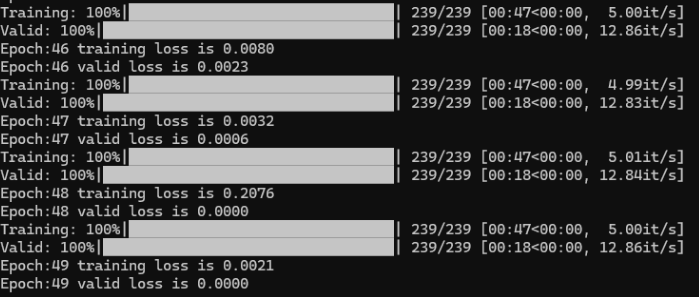 Training: 100%| | 239/239 [00:47<00:00, 5.00it/s]
Valid: 100%| | 239/239 [00:18<00:00, 12.86it/s]
Epoch:46 training loss is 0.0080
Epoch:46 valid loss is 0.0023
Training: 100%| | 239/239 [00:47<00:00, 4.99it/s]
Valid: 100%| | 239/239 [00:18<00:00, 12.83it/s]
Epoch:47 training loss is 0.0032
Epoch:47 valid loss is 0.0006
Training: 100%| | 239/239 [00:47<00:00, 5.01it/s]
Valid: 100%| | 239/239 [00:18<00:00, 12.84it/s]
Epoch:48 training loss is 0.2076
Epoch:48 valid loss is 0.0000
Training: 100%| | 239/239 [00:47<00:00, 5.00it/s]
Valid: 100%| | 239/239 [00:18<00:00, 12.86it/s]
Epoch:49 training loss is 0.0021
Epoch:49 valid loss is 0.0000